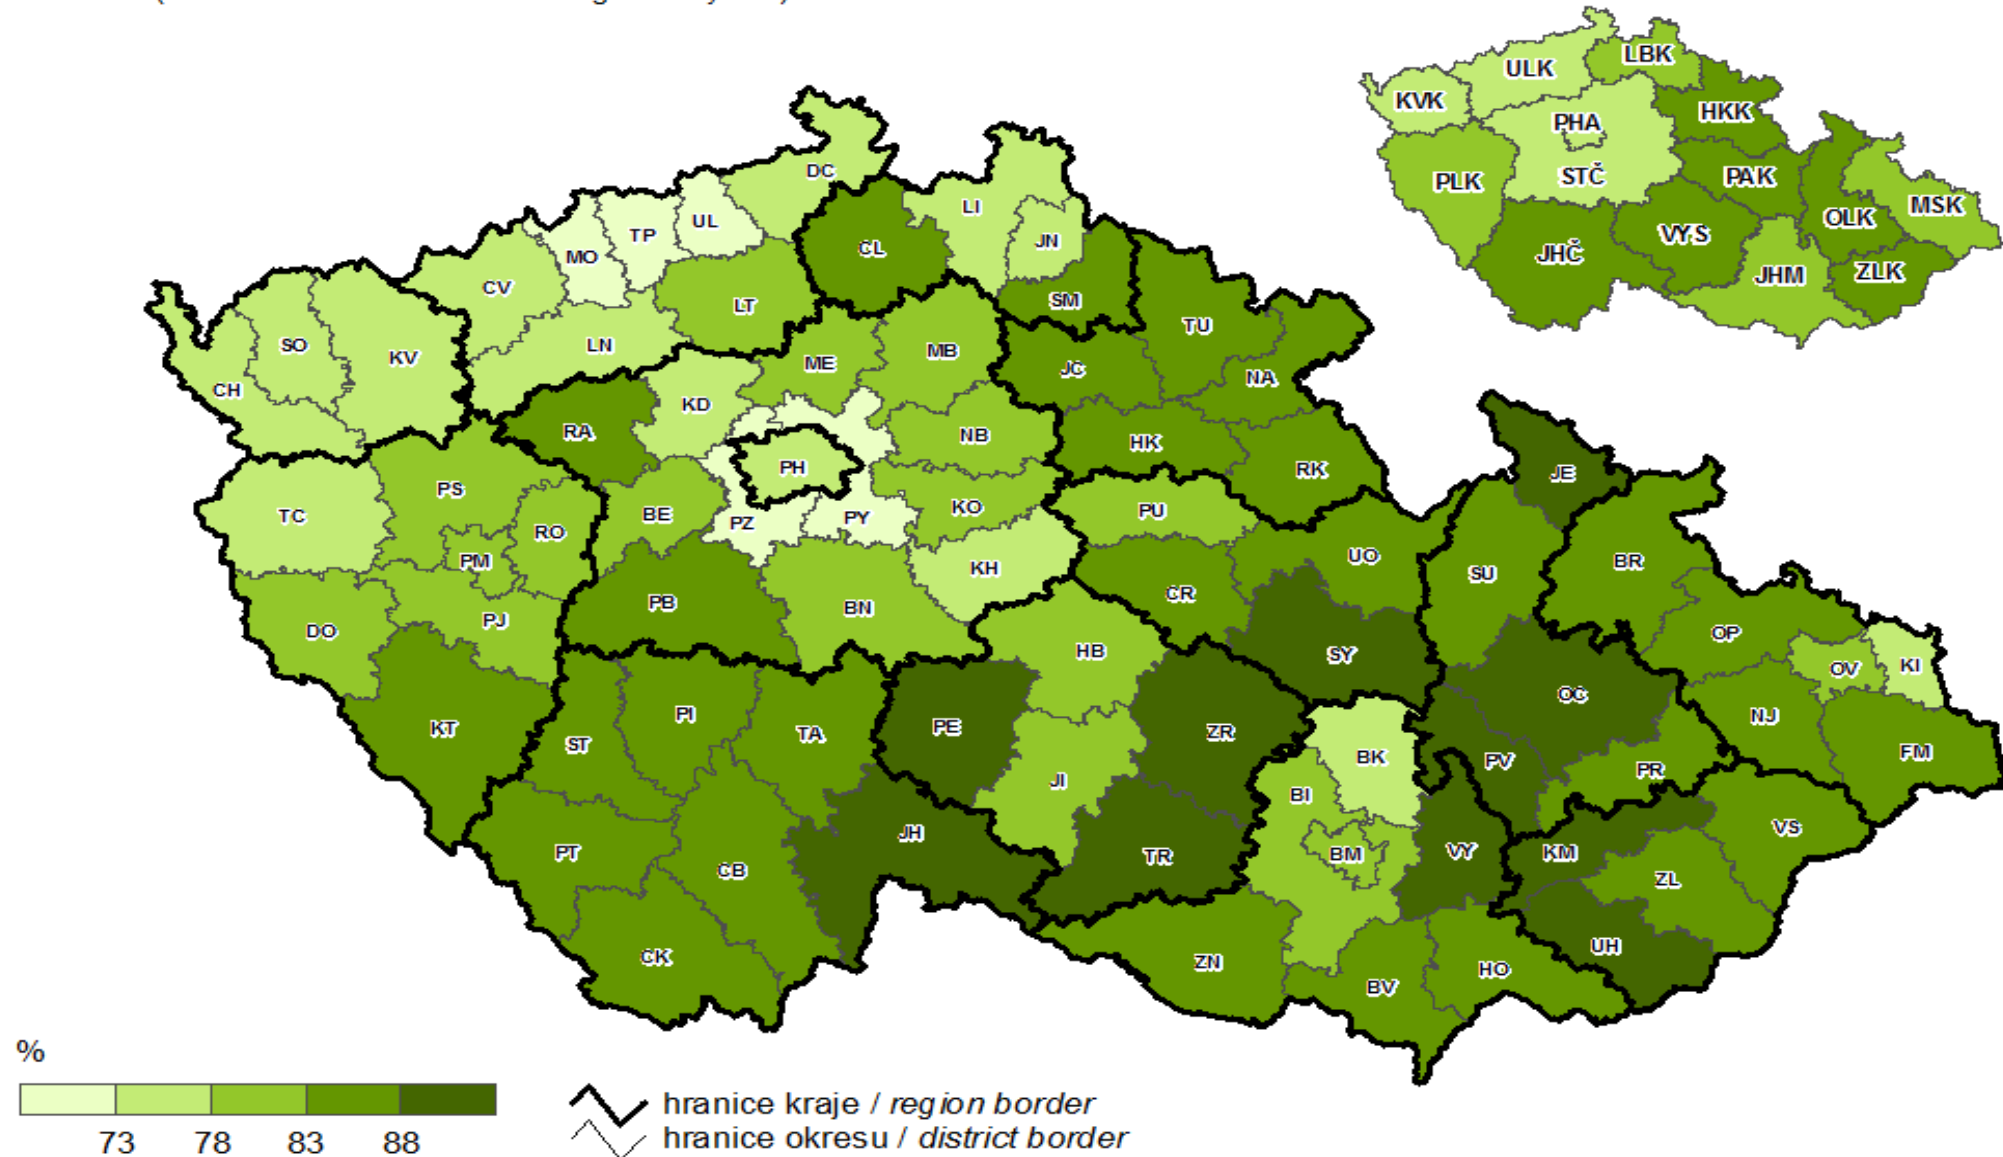 LBK
ULK
KVK
HKK
PHA
PLK
STČ
PAK
MSK
OLK
VYS
JHČ
ZLK
JHM
DC
LI
UL
TP
JN
MO
CL
CV
SM
LT
TU
LN
SO
MB
KV
ME
JC
NA
CH
KD
RA
NB
HK
PH
RK
JE
PS
KO
PU
TC
BE
PY
PZ
RO
UO
PM
BR
KH
SU
CR
PB
BN
PJ
DO
OP
HB
SY
KI
OV
OC
PI
NJ
KT
PE
ZR
TA
ST
FM
BK
PV
PR
JI
BI
VS
JH
PT
KM
VY
BM
TR
CB
ZL
UH
CK
ZN
HO
BV
%
73 78 83 88
hranice kraje / region border
hranice okresu / district border